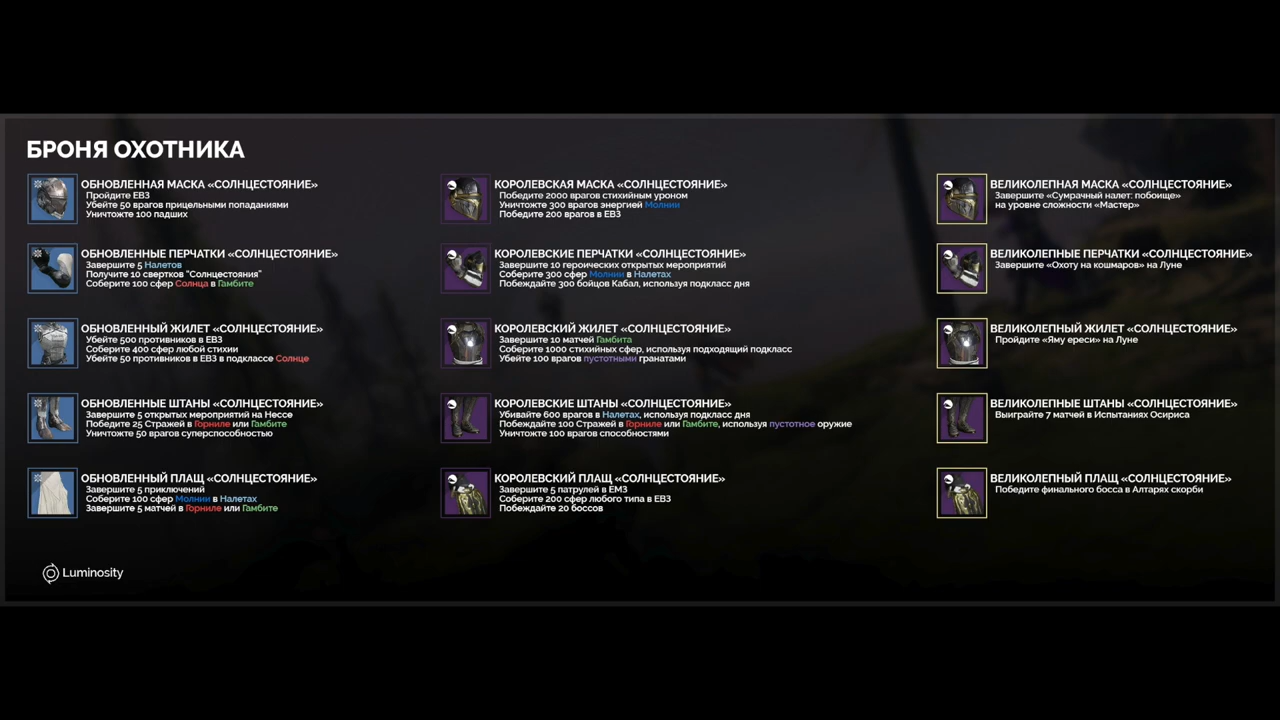 БРОНЯ ОХОТНИКА
ОБНОВЛЕННАЯ МАСКА «СОЛНЦЕСТОЯНИЕ»
Пройдите ЕВЗ
Убейте 50 врагов прицельными попаданиями
Уничтожте 100 падших
ОБНОВЛЕННЫЕ ПЕРЧАТКИ «СОЛНЦЕСТОЯНИЕ»
Завершите 5 Налетов
Получите 10 свертков "Солнцестояния"
Соберите 100 сфер Солнца в Гамбите
ОБНОВЛЕННЫЙ ЖИЛЕТ «СОЛНЦЕСТОЯНИЕ»
Убейте 500 противников в ЕВЗ
Соберите 400 сфер любой стихии
Убейте 50 противников в ЕВЗ в подклассе Солнце
ОБНОВЛЕННЫЕ ШТАНЫ «СОЛНЦЕСТОЯНИЕ»
Завершите 5 открытых мероприятий на Нессе
Победите 25 Стражей в Горниле или Гамбите
Уничтожте 50 врагов суперспособностью
ОБНОВЛЕННЫЙ ПЛАЩ «СОЛНЦЕСТОЯНИЕ»
Завершите 5 приключений
Соберите 100 сфер Молнии в Налетах
Завершите 5 матчей в Горниле или Гамбите
КОРОЛЕВСКАЯ МАСКА «СОЛНЦЕСТОЯНИЕ»
Победите 2000 врагов стихийным уроном
Уничтожте 300 врагов энергией Молнии
Победите 200 врагов в ЕВЗ
КОРОЛЕВСКИЕ ПЕРЧАТКИ «СОЛНЦЕСТОЯНИЕ»
Завершите 10 героических открытых мероприятий
Соберите 300 сфер Молнии в Налетах
Побеждайте 300 бойцов Кабал, используя подкласс дня
КОРОЛЕВСКИЙ ЖИЛЕТ «СОЛНЦЕСТОЯНИЕ»
Завершите 10 матчей Гамбита
Соберите 1000 стихийных сфер, используя подходящий подкласс
Убейте 100 врагов пустотными гранатами
КОРОЛЕВСКИЕ ШТАНЫ «СОЛНЦЕСТОЯНИЕ»
Убивайте 600 врагов в Налетах, используя подкласс дня
Побеждайте 100 Стражей в Горниле или Гамбите, используя пустотное оружие
Уничтожте 100 врагов способностями
КОРОЛЕВСКИЙ ПЛАЩ «СОЛНЦЕСТОЯНИЕ»
Завершите 5 патрулей в ЕМЗ
Соберите 200 сфер любого типа в ЕВЗ
Побеждайте 20 боссов
ВЕЛИКОЛЕПНАЯ МАСКА «СОЛНЦЕСТОЯНИЕ»
Завершите «Сумрачный налет: побоище»
на уровне сложности «Мастер»
ВЕЛИКОЛЕПНЫЕ ПЕРЧАТКИ «СОЛНЦЕСТОЯНИЕ»
Завершите «Охоту на кошмаров» на Луне
ВЕЛИКОЛЕПНЫЙ ЖИЛЕТ «СОЛНЦЕСТОЯНИЕ»
Пройдите «Яму ереси» на Луне
ВЕЛИКОЛЕПНЫЕ ШТАНЫ «СОЛНЦЕСТОЯНИЕ»
Выиграйте 7 матчей в Испытаниях Осириса
ВЕЛИКОЛЕПНЫЙ ПЛАЩ «СОЛНЦЕСТОЯНИЕ»
Победите финального босса в Алтарях скорби
Luminosity